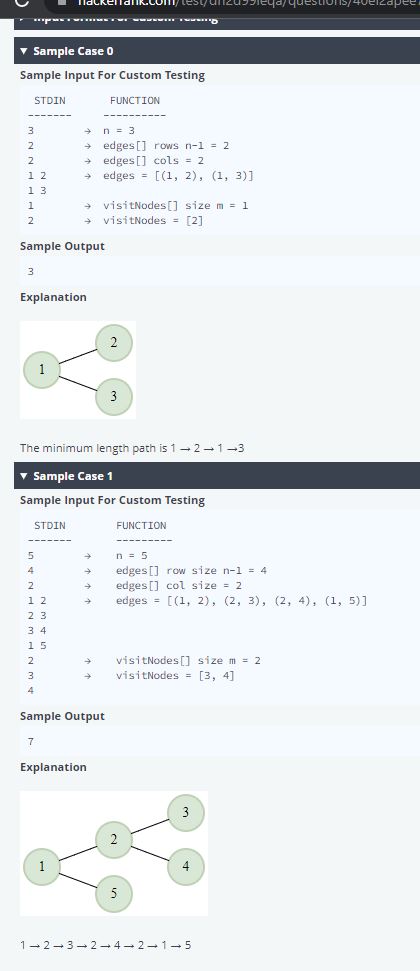 hackerrank.com/test/
▶ Input Format For Custom Testing
▼ Sample Case 0
Sample Input For Custom Testing
STDIN FUNCTION
------- ----------
3 → n = 3
2 → edges[] rows n-1 = 2
2 → edges[] cols = 2
1 2 → edges = [(1, 2), (1, 3)]
1 3
1 → visitNodes[] size m = 1
2 → visitNodes = [2]
Sample Output
3
Explanation
1
2
3
The minimum length path is 1 → 2 → 1 →3
▼ Sample Case 1
Sample Input For Custom Testing
STDIN FUNCTION
------- ---------
5 → n = 5
4 → edges[] row size n-1 = 4
2 → edges[] col size = 2
1 2 → edges = [(1, 2), (2, 3), (2, 4), (1, 5)]
2 3
3 4
1 5
2 → visitNodes[] size m = 2
3 → visitNodes = [3, 4]
4
Sample Output
7
Explanation
3
2
1
4
5
1 → 2 → 3 → 2 → 4 → 2 → 1 → 5